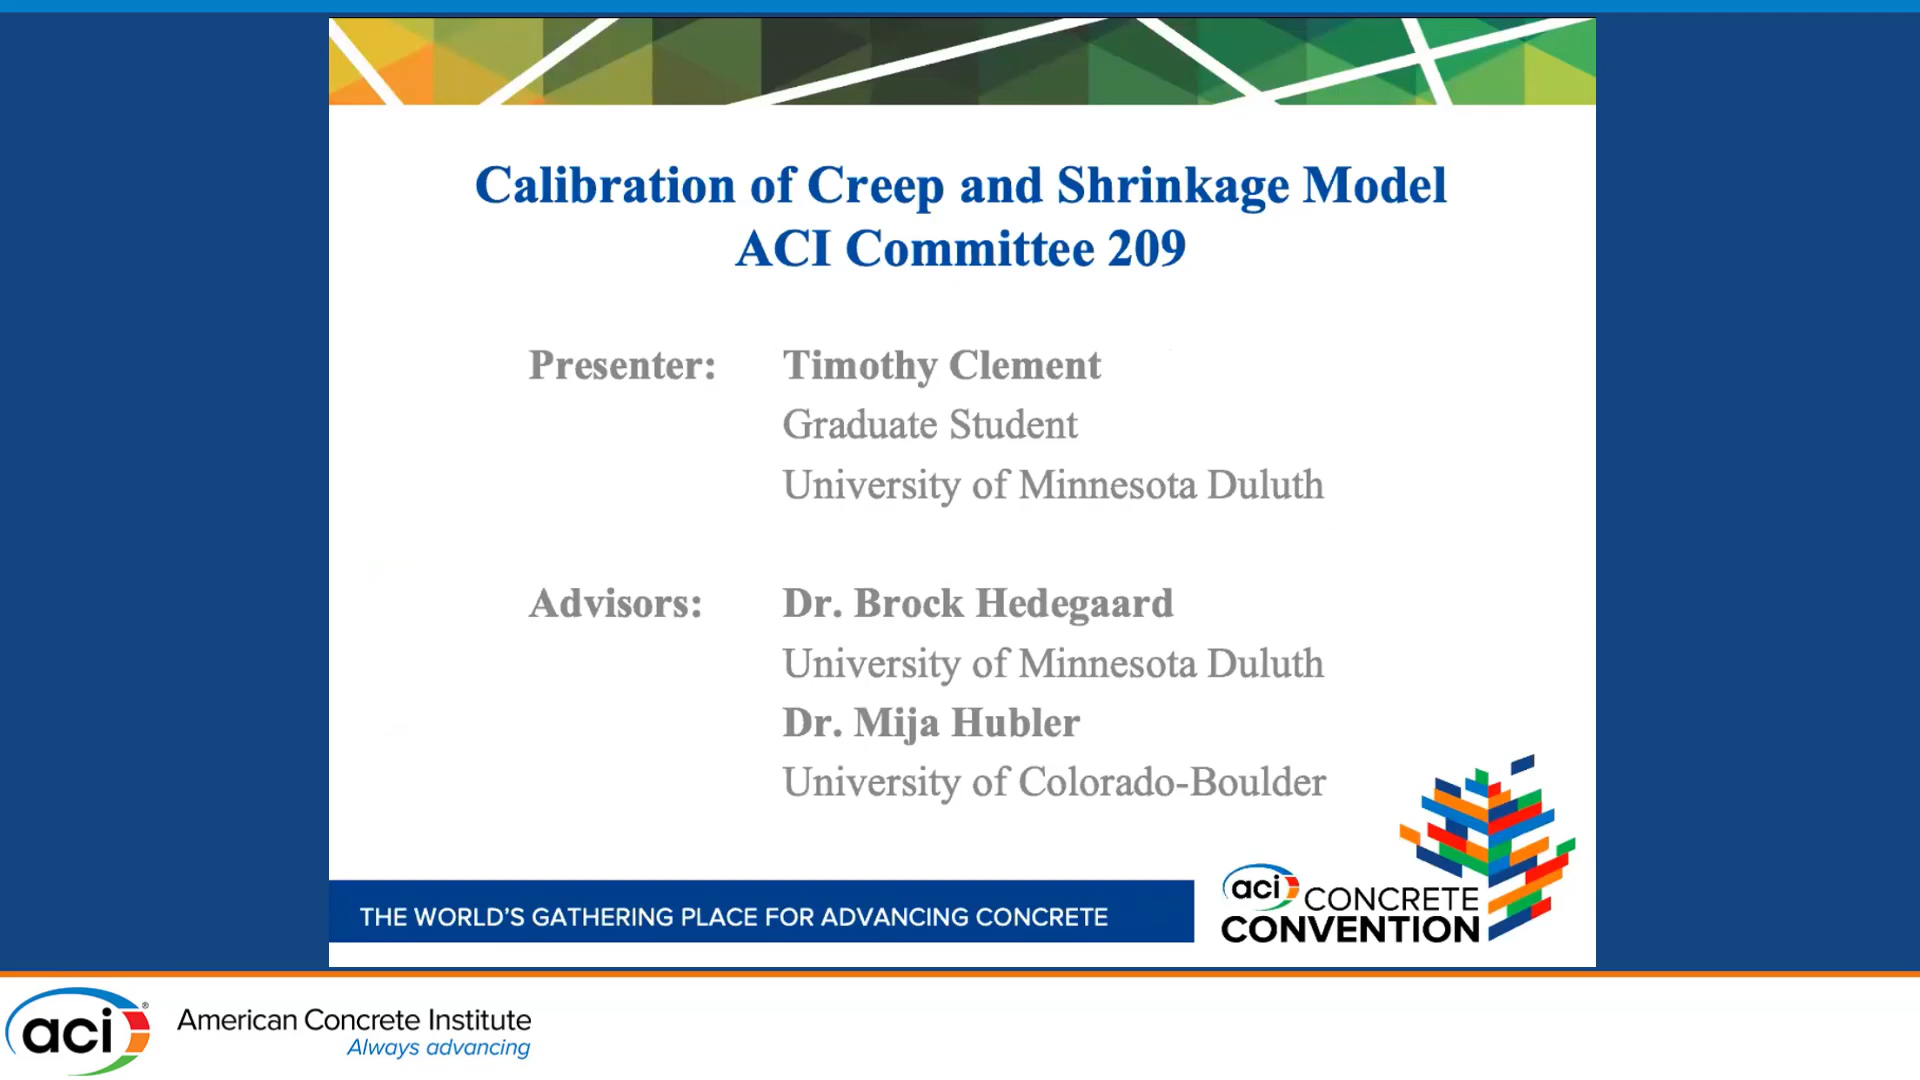 Calibration of Creep and Shrinkage Model
ACI Committee 209
Presenter: Timothy Clement
Graduate Student
University of Minnesota Duluth
Advisors: Dr. Brock Hedegaard
University of Minnesota Duluth
Dr. Mija Hubler
University of Colorado-Boulder
THE WORLD'S GATHERING PLACE FOR ADVANCING CONCRETE
aci CONCRETE
CONVENTION
aci® American Concrete Institute
Always advancing